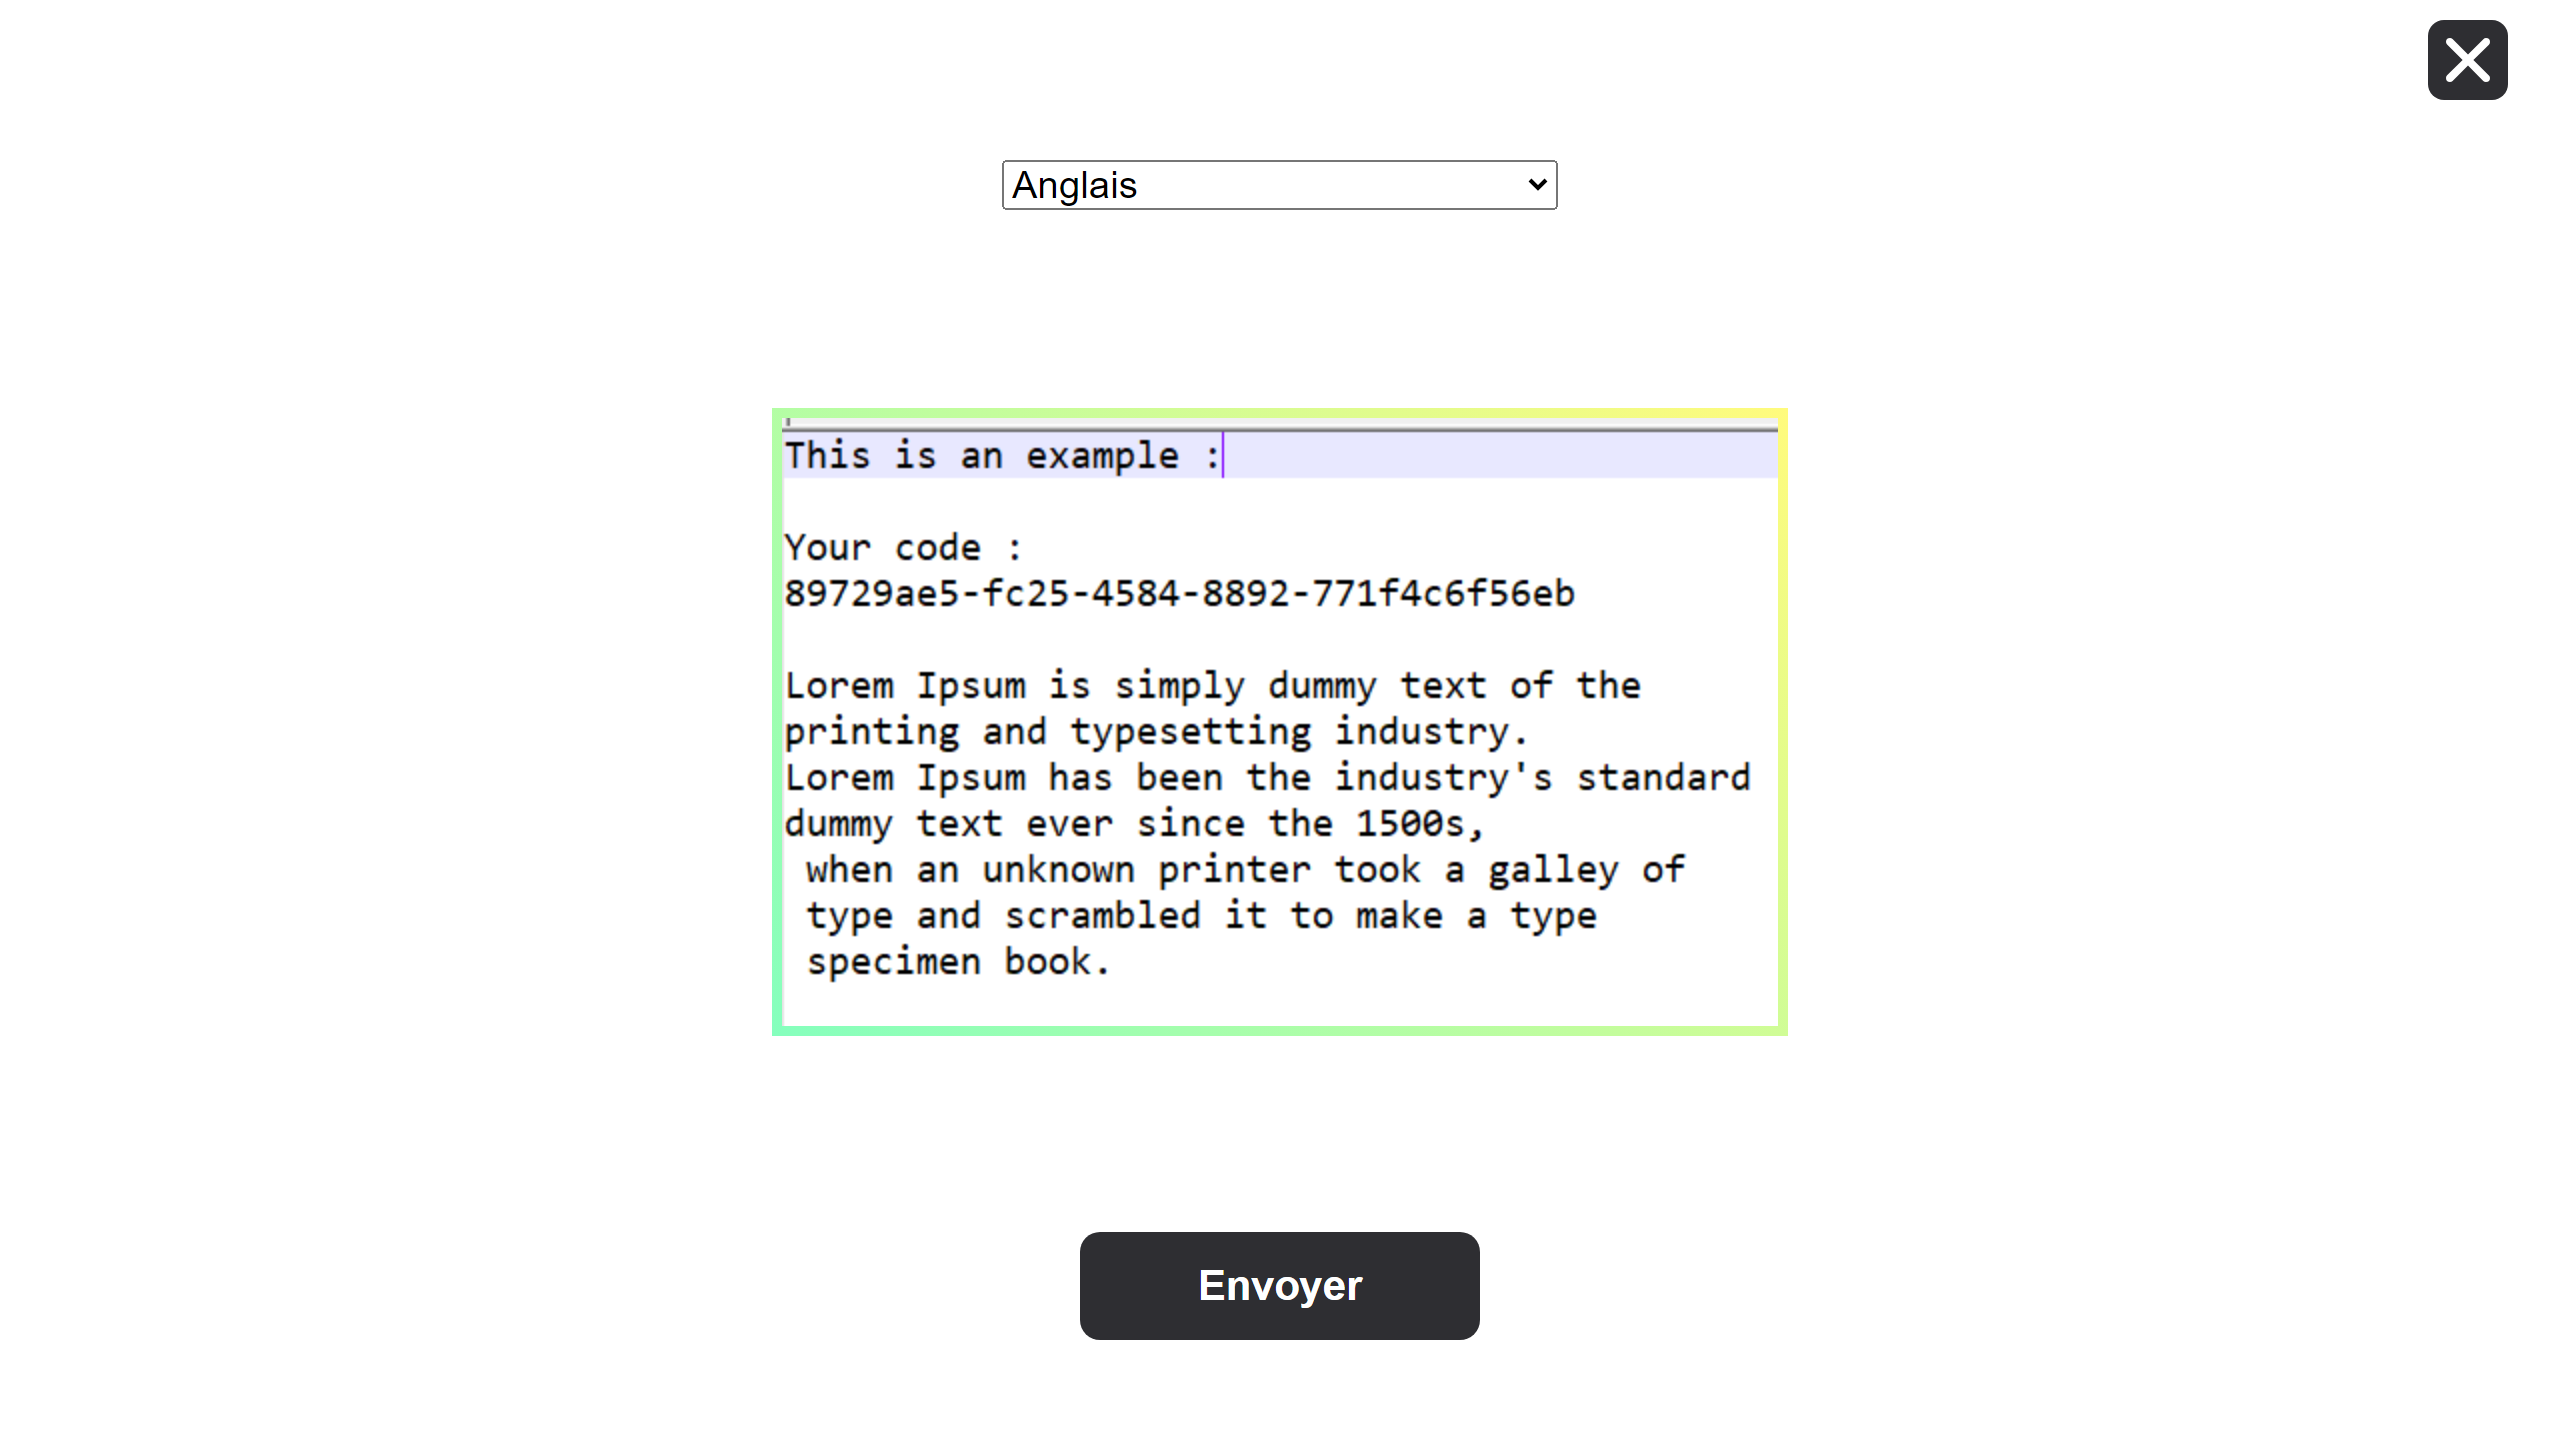 Anglais
This is an example :
Your code :
89729ae5-fc25-4584-8892-771f4c6f56eb
Lorem Ipsum is simply dummy text of the
printing and typesetting industry.
Lorem Ipsum has been the industry's standard
dummy text ever since the 1500s,
when an unknown printer took a galley of
type and scrambled it to make a type
specimen book.
Envoyer